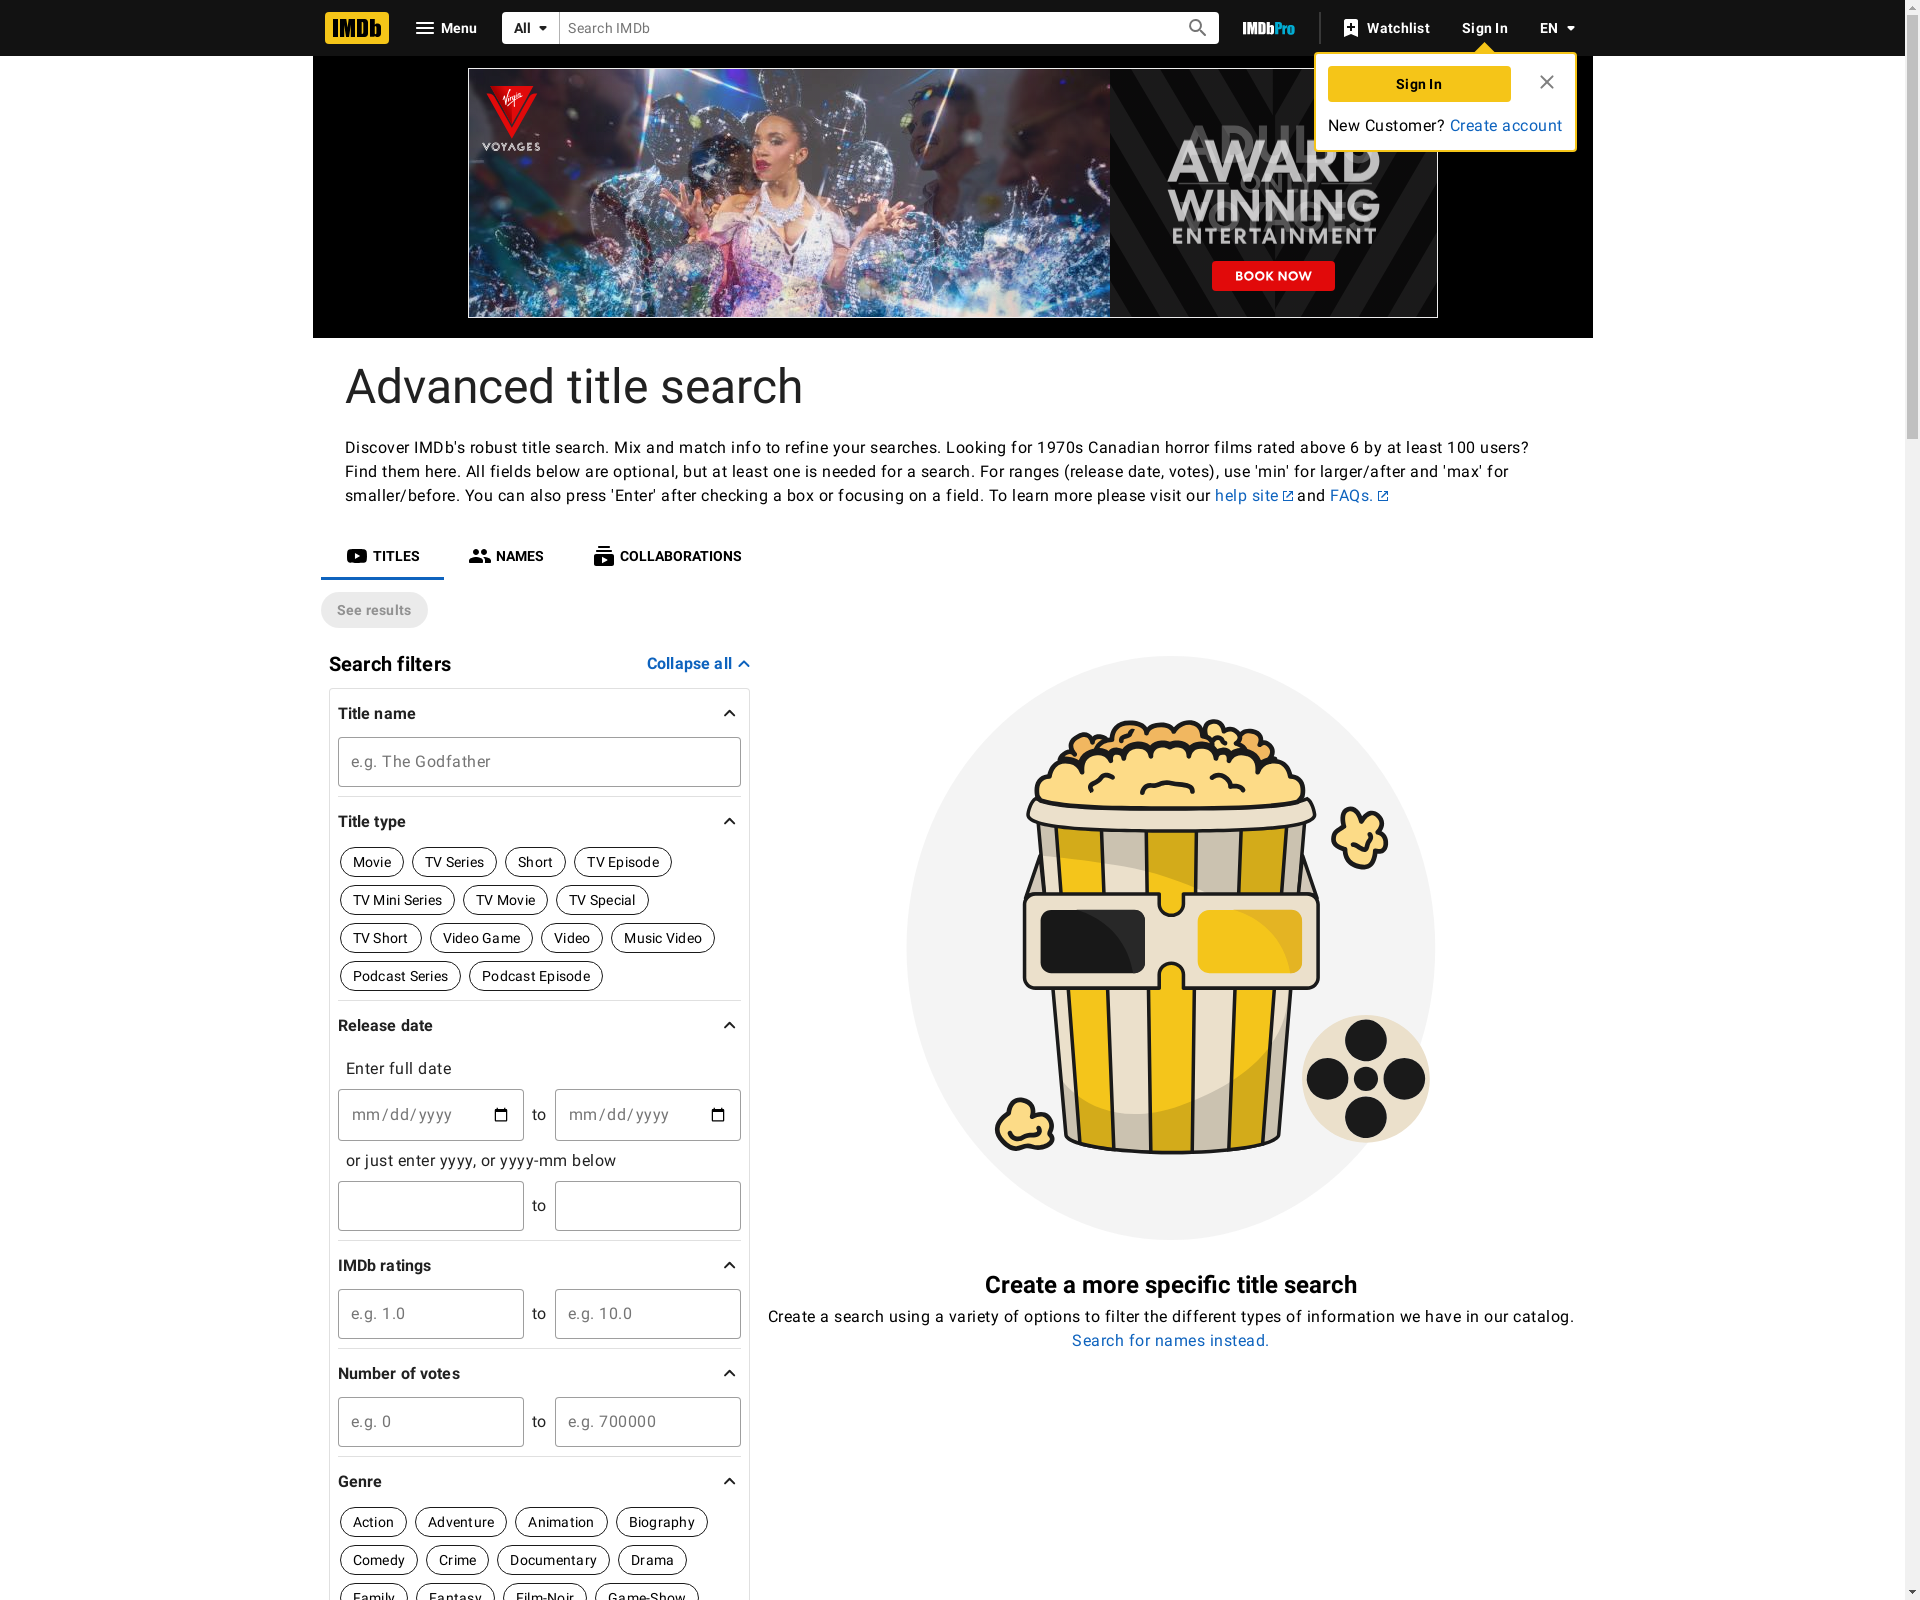 IMDb
Menu
All
Search IMDb
IMDbPro
Watchlist
Sign In
EN
Sign In
New Customer? Create account
Virgin
VOYAGES
ADULTS
ONLY
VOYAGES
AWARD
WINNING
ENTERTAINMENT
BOOK NOW
Advanced title search
Discover IMDb's robust title search. Mix and match info to refine your searches. Looking for 1970s Canadian horror films rated above 6 by at least 100 users?
Find them here. All fields below are optional, but at least one is needed for a search. For ranges (release date, votes), use 'min' for larger/after and 'max' for
smaller/before. You can also press 'Enter' after checking a box or focusing on a field. To learn more please visit our help site and FAQs.
TITLES
NAMES
COLLABORATIONS
See results
Search filters
Collapse all
Title name
e.g. The Godfather
Title type
Movie
TV Series
Short
TV Episode
TV Mini Series
TV Movie
TV Special
TV Short
Video Game
Video
Music Video
Podcast Series
Podcast Episode
Release date
Enter full date
mm/dd/yyyy
to
mm/dd/yyyy
or just enter yyyy, or yyyy-mm below
to
IMDb ratings
e.g. 1.0
to
e.g. 10.0
Number of votes
e.g. 0
to
e.g. 700000
Genre
Action
Adventure
Animation
Biography
Comedy
Crime
Documentary
Drama
Family
Fantasy
Film-Noir
Game-Show
Create a more specific title search
Create a search using a variety of options to filter the different types of information we have in our catalog.
Search for names instead.